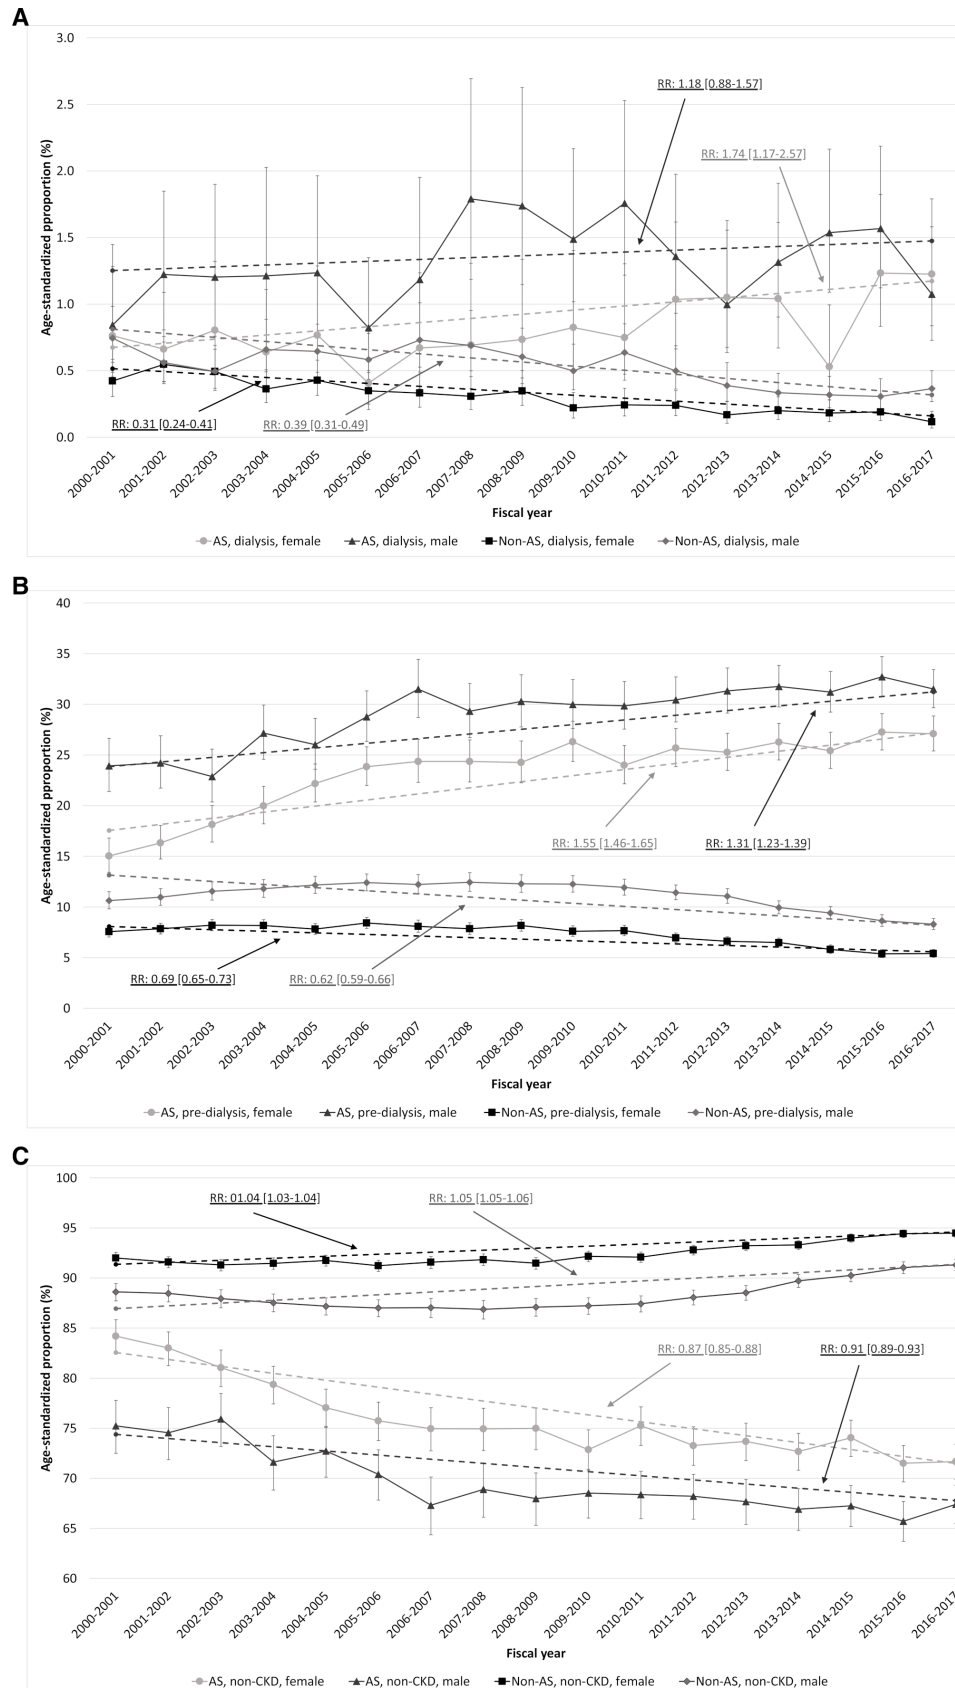 A
3.0
2.5
2.0
1.5
1.0
0.5
0.0
Age-standardized pproportion (%)
RR: 1.18 [0.88-1.57]
RR: 1.74 [1.17-2.57]
RR: 0.31 [0.24-0.41]
RR: 0.39 [0.31-0.49]
2000-2001
2001-2002
2002-2003
2003-2004
2004-2005
2005-2006
2006-2007
2007-2008
2008-2009
2009-2010
2010-2011
2011-2012
2012-2013
2013-2014
2014-2015
2015-2016
2016-2017
Fiscal year
AS, dialysis, female
AS, dialysis, male
Non-AS, dialysis, female
Non-AS, dialysis, male
B
40
35
30
25
20
15
10
5
0
Age-standardized pproportion (%)
RR: 1.55 [1.46-1.65]
RR: 1.31 [1.23-1.39]
RR: 0.69 [0.65-0.73]
RR: 0.62 [0.59-0.66]
2000-2001
2001-2002
2002-2003
2003-2004
2004-2005
2005-2006
2006-2007
2007-2008
2008-2009
2009-2010
2010-2011
2011-2012
2012-2013
2013-2014
2014-2015
2015-2016
2016-2017
Fiscal year
AS, pre-dialysis, female
AS, pre-dialysis, male
Non-AS, pre-dialysis, female
Non-AS, pre-dialysis, male
C
100
95
90
85
80
75
70
65
60
Age-standardized proportion (%)
RR: 01.04 [1.03-1.04]
RR: 1.05 [1.05-1.06]
RR: 0.87 [0.85-0.88]
RR: 0.91 [0.89-0.93]
2000-2001
2001-2002
2002-2003
2003-2004
2004-2005
2005-2006
2006-2007
2007-2008
2008-2009
2009-2010
2010-2011
2011-2012
2012-2013
2013-2014
2014-2015
2015-2016
2016-2017
Fiscal year
AS, non-CKD, female
AS, non-CKD, male
Non-AS, non-CKD, female
Non-AS, non-CKD, male